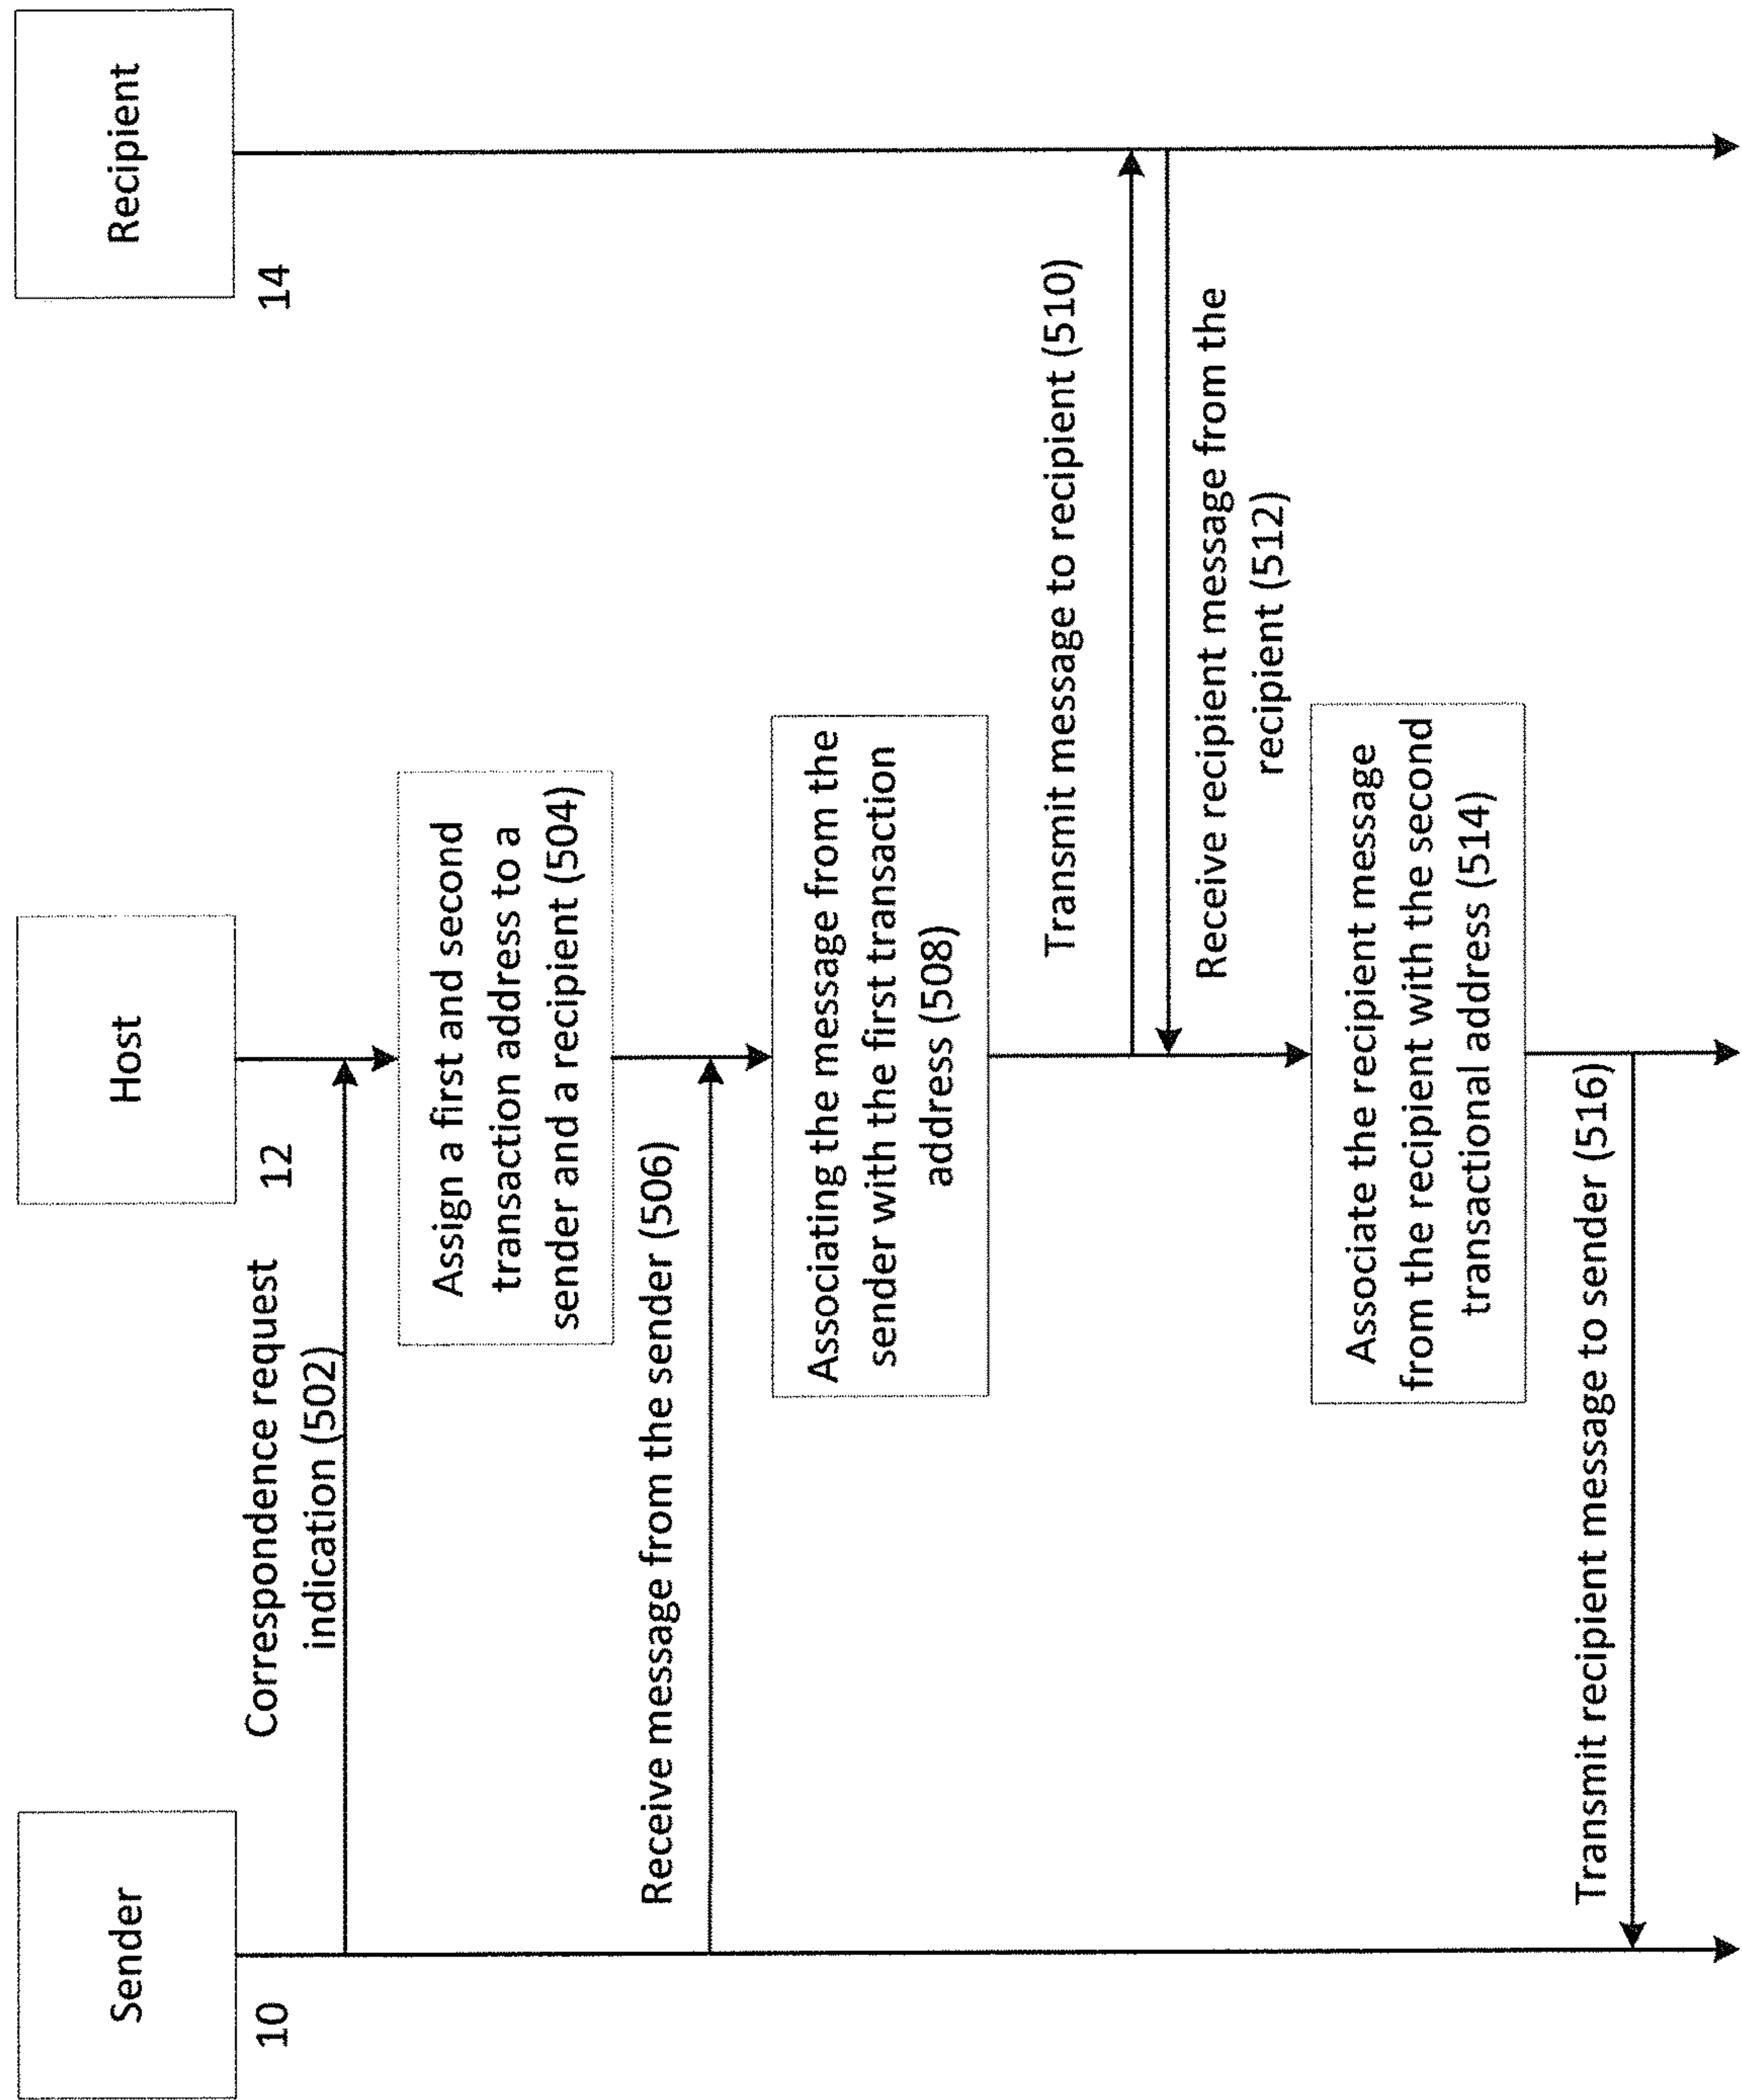 Sender
10
Host
12
Recipient
14
Correspondence request
indication (502)
Assign a first and second
transaction address to a
sender and a recipient (504)
Receive message from the sender (506)
Associating the message from the
sender with the first transaction
address (508)
Transmit message to recipient (510)
Receive recipient message from the
recipient (512)
Associate the recipient message
from the recipient with the second
transactional address (514)
Transmit recipient message to sender (516)